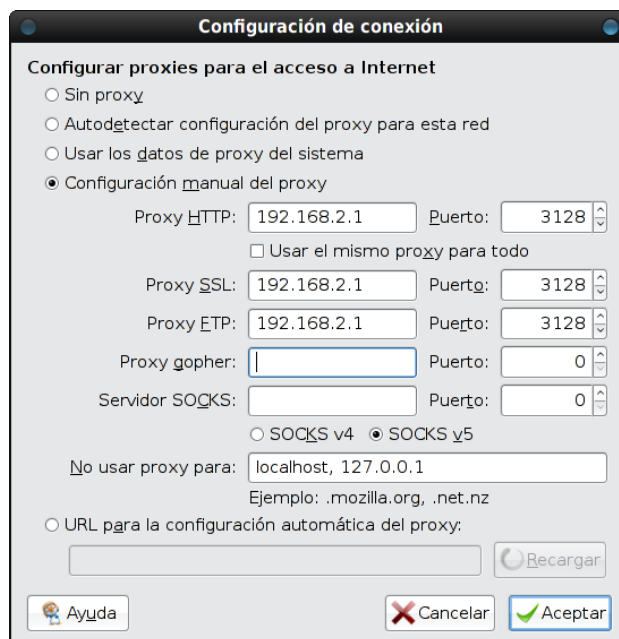 Configuración de conexión
Configurar proxies para el acceso a Internet
Sin proxy
Autodetectar configuración del proxy para esta red
Usar los datos de proxy del sistema
Configuración manual del proxy
Proxy HTTP: 192.168.2.1 Puerto: 3128
Usar el mismo proxy para todo
Proxy SSL: 192.168.2.1 Puerto: 3128
Proxy FTP: 192.168.2.1 Puerto: 3128
Proxy gopher: Puerto: 0
Servidor SOCKS: Puerto: 0
SOCKS v4 SOCKS v5
No usar proxy para: localhost, 127.0.0.1
Ejemplo: .mozilla.org, .net.nz
URL para la configuración automática del proxy:
Recargar
Ayuda Cancelar Aceptar